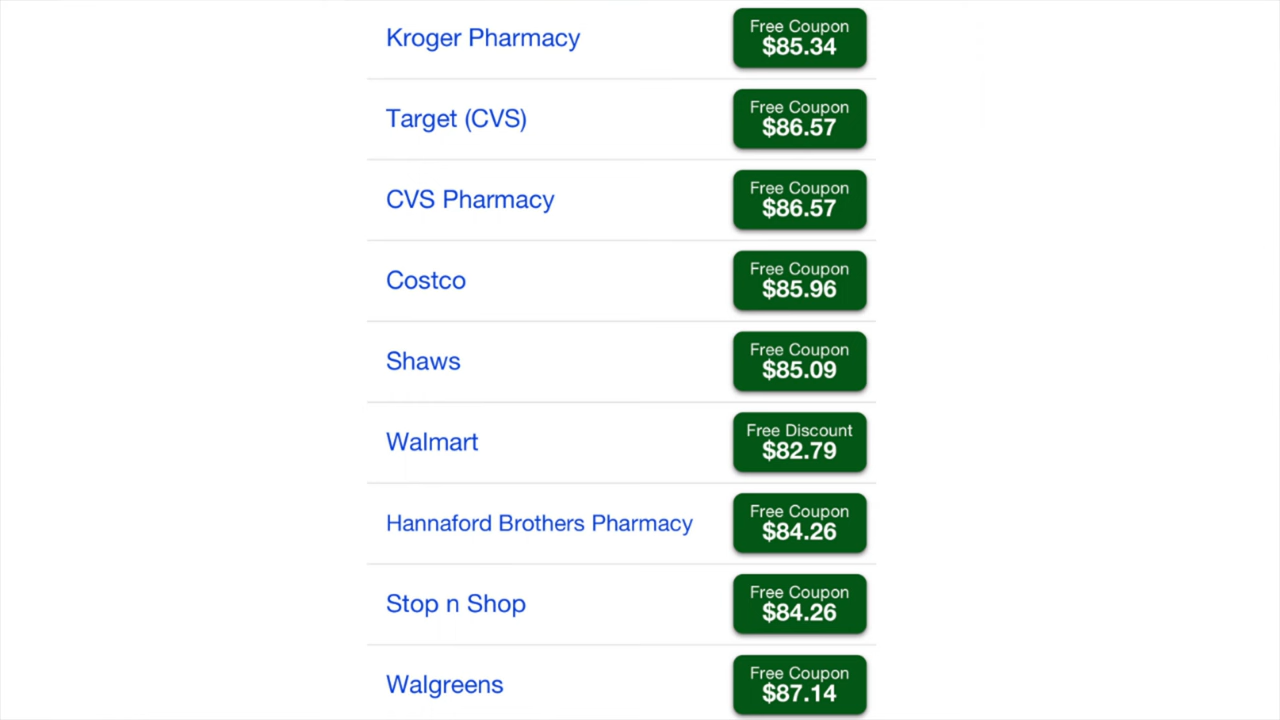 Kroger Pharmacy
Free Coupon
$85.34
Target (CVS)
Free Coupon
$86.57
CVS Pharmacy
Free Coupon
$86.57
Costco
Free Coupon
$85.96
Shaws
Free Coupon
$85.09
Walmart
Free Discount
$82.79
Hannaford Brothers Pharmacy
Free Coupon
$84.26
Stop n Shop
Free Coupon
$84.26
Walgreens
Free Coupon
$87.14